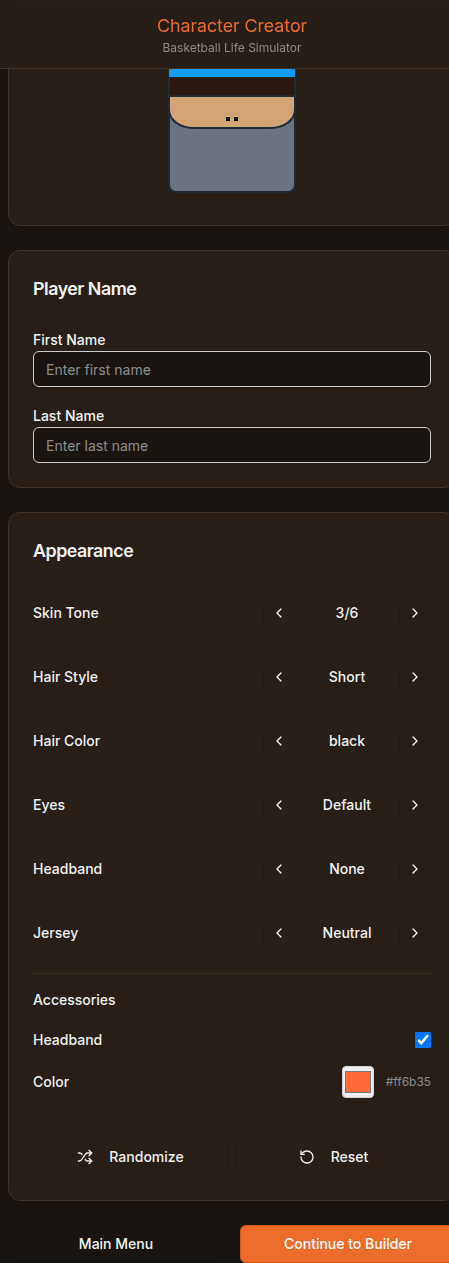 Character Creator
Basketball Life Simulator
Player Name
First Name
Enter first name
Last Name
Enter last name
Appearance
Skin Tone 3/6
Hair Style Short
Hair Color black
Eyes Default
Headband None
Jersey Neutral
Accessories
Headband
Color #ff6b35
Randomize Reset
Main Menu Continue to Builder